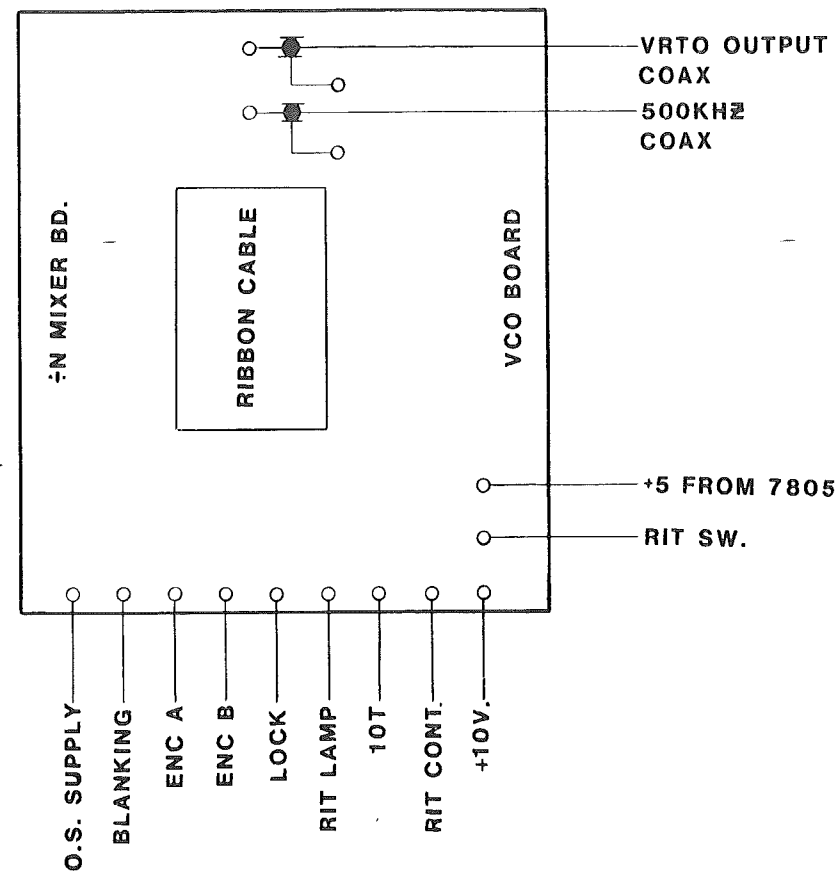 VRTO OUTPUT
COAX
500KHZ
COAX
÷N MIXER BD.
RIBBON CABLE
VCO BOARD
+5 FROM 7805
RIT SW.
O.S. SUPPLY
BLANKING
ENC A
ENC B
LOCK
RIT LAMP
10T
RIT CONT.
+10V.